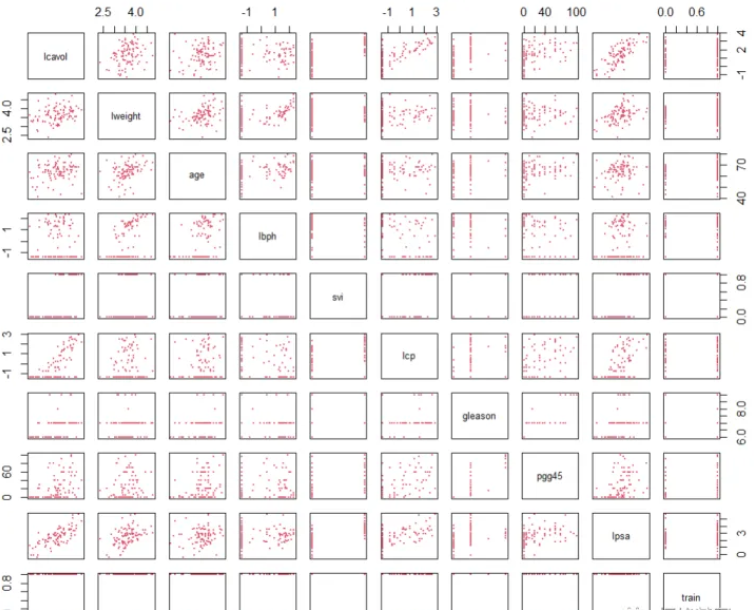 2.5 4.0 -1 1 -1 1 3 0 40 100 0.0 0.6
lcavol -1 2 4
2.5 4.0 lweight
age 40 70
-1 1 lbph
svi 0.0 0.8
-1 1 3 lcp
gleason 6.0 8.0
0 60 pgg45
lpsa 0 3
0.8 train